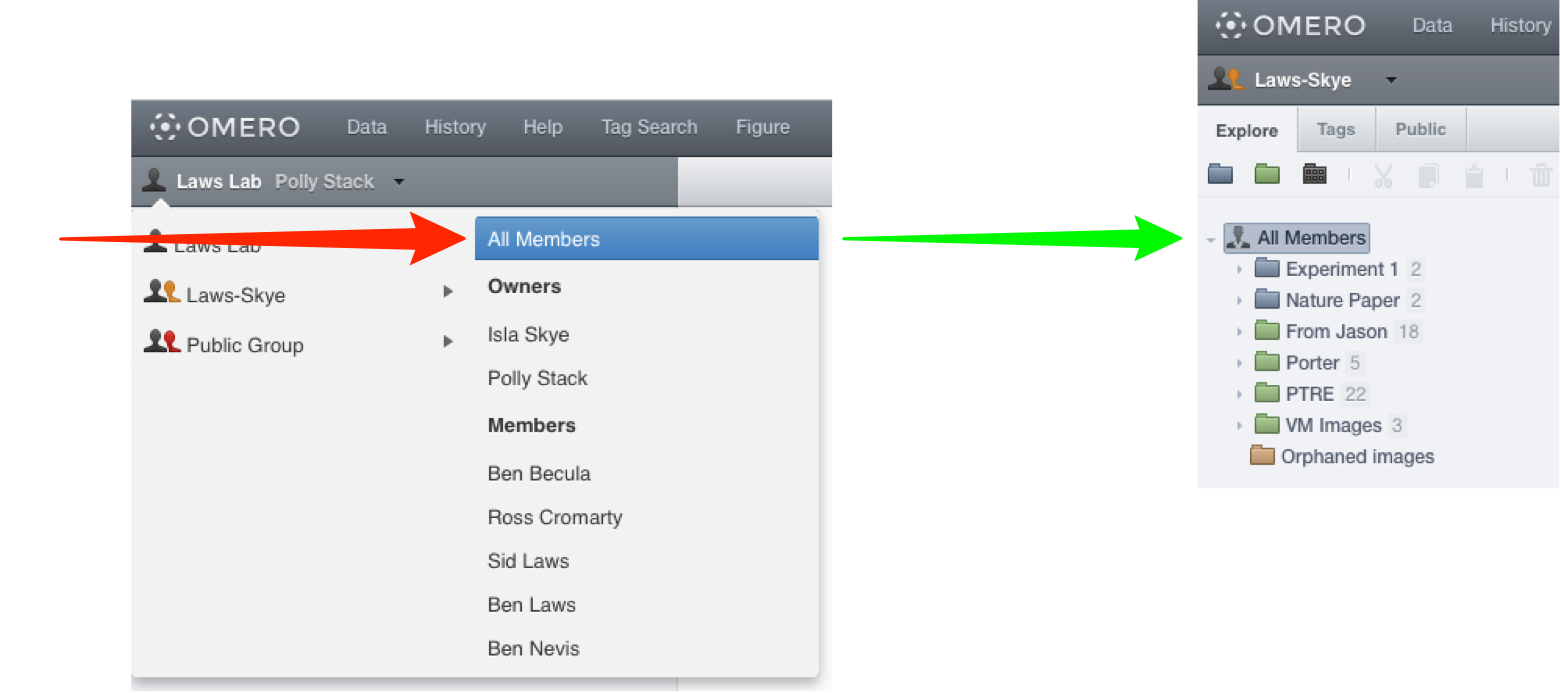 OMERO Data History Help Tag Search Figure
Laws Lab Polly Stack
Laws Lab
Laws-Skye
Public Group
All Members
Owners
Isla Skye
Polly Stack
Members
Ben Becula
Ross Cromarty
Sid Laws
Ben Laws
Ben Nevis
OMERO Data History
Laws-Skye
Explore Tags Public
All Members
Experiment 1 2
Nature Paper 2
From Jason 18
Porter 5
PTRE 22
VM Images 3
Orphaned images